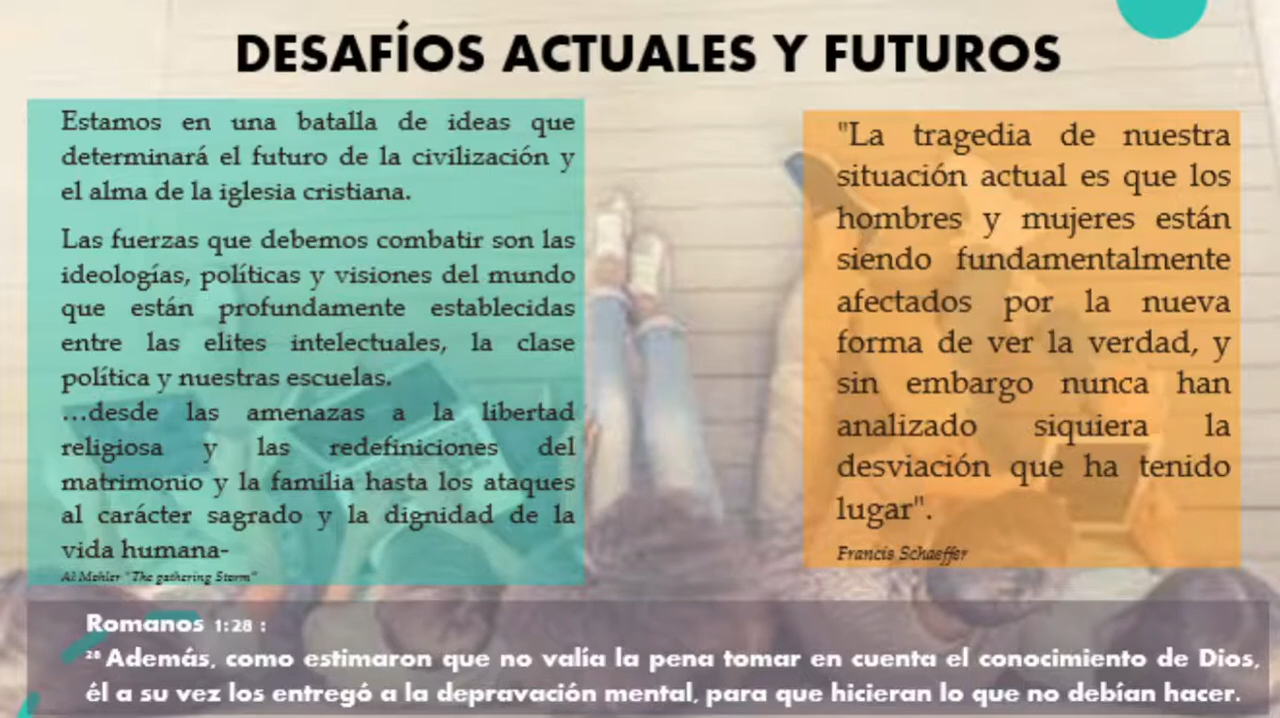 DESAFÍOS ACTUALES Y FUTUROS
Estamos en una batalla de ideas que
determinará el futuro de la civilización y
el alma de la iglesia cristiana.
Las fuerzas que debemos combatir son las
ideologías, políticas y visiones del mundo
que están profundamente establecidas
entre las elites intelectuales, la clase
política y nuestras escuelas.
...desde las amenazas a la libertad
religiosa y las redefiniciones del
matrimonio y la familia hasta los ataques
al carácter sagrado y la dignidad de la
vida humana-
Al Mohler "The gathering Storm"
"La tragedia de nuestra
situación actual es que los
hombres y mujeres están
siendo fundamentalmente
afectados por la nueva
forma de ver la verdad, y
sin embargo nunca han
analizado siquiera la
desviación que ha tenido
lugar".
Francis Schaeffer
Romanos 1:28 :
28 Además, como estimaron que no valía la pena tomar en cuenta el conocimiento de Dios,
él a su vez los entregó a la depravación mental, para que hicieran lo que no debían hacer.